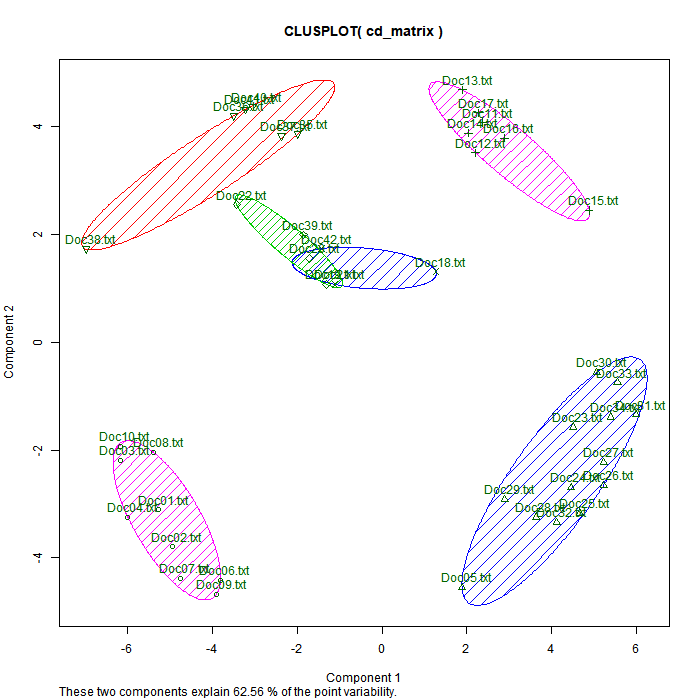 CLUSPLOT( cd_matrix )
Doc13.txt
Doc17.txt
Doc11.txt
Doc14.txt
Doc16.txt
Doc12.txt
Doc15.txt
Doc38.txt
Doc22.txt
Doc39.txt
Doc42.txt
Doc18.txt
Doc30.txt
Doc33.txt
Doc23.txt
Doc27.txt
Doc24.txt
Doc26.txt
Doc29.txt
Doc28.txt
Doc25.txt
Doc32.txt
Doc05.txt
Doc10.txt
Doc08.txt
Doc03.txt
Doc01.txt
Doc04.txt
Doc02.txt
Doc07.txt
Doc06.txt
Doc09.txt
4
2
0
-2
-4
Component 2
-6 -4 -2 0 2 4 6
Component 1
These two components explain 62.56 % of the point variability.